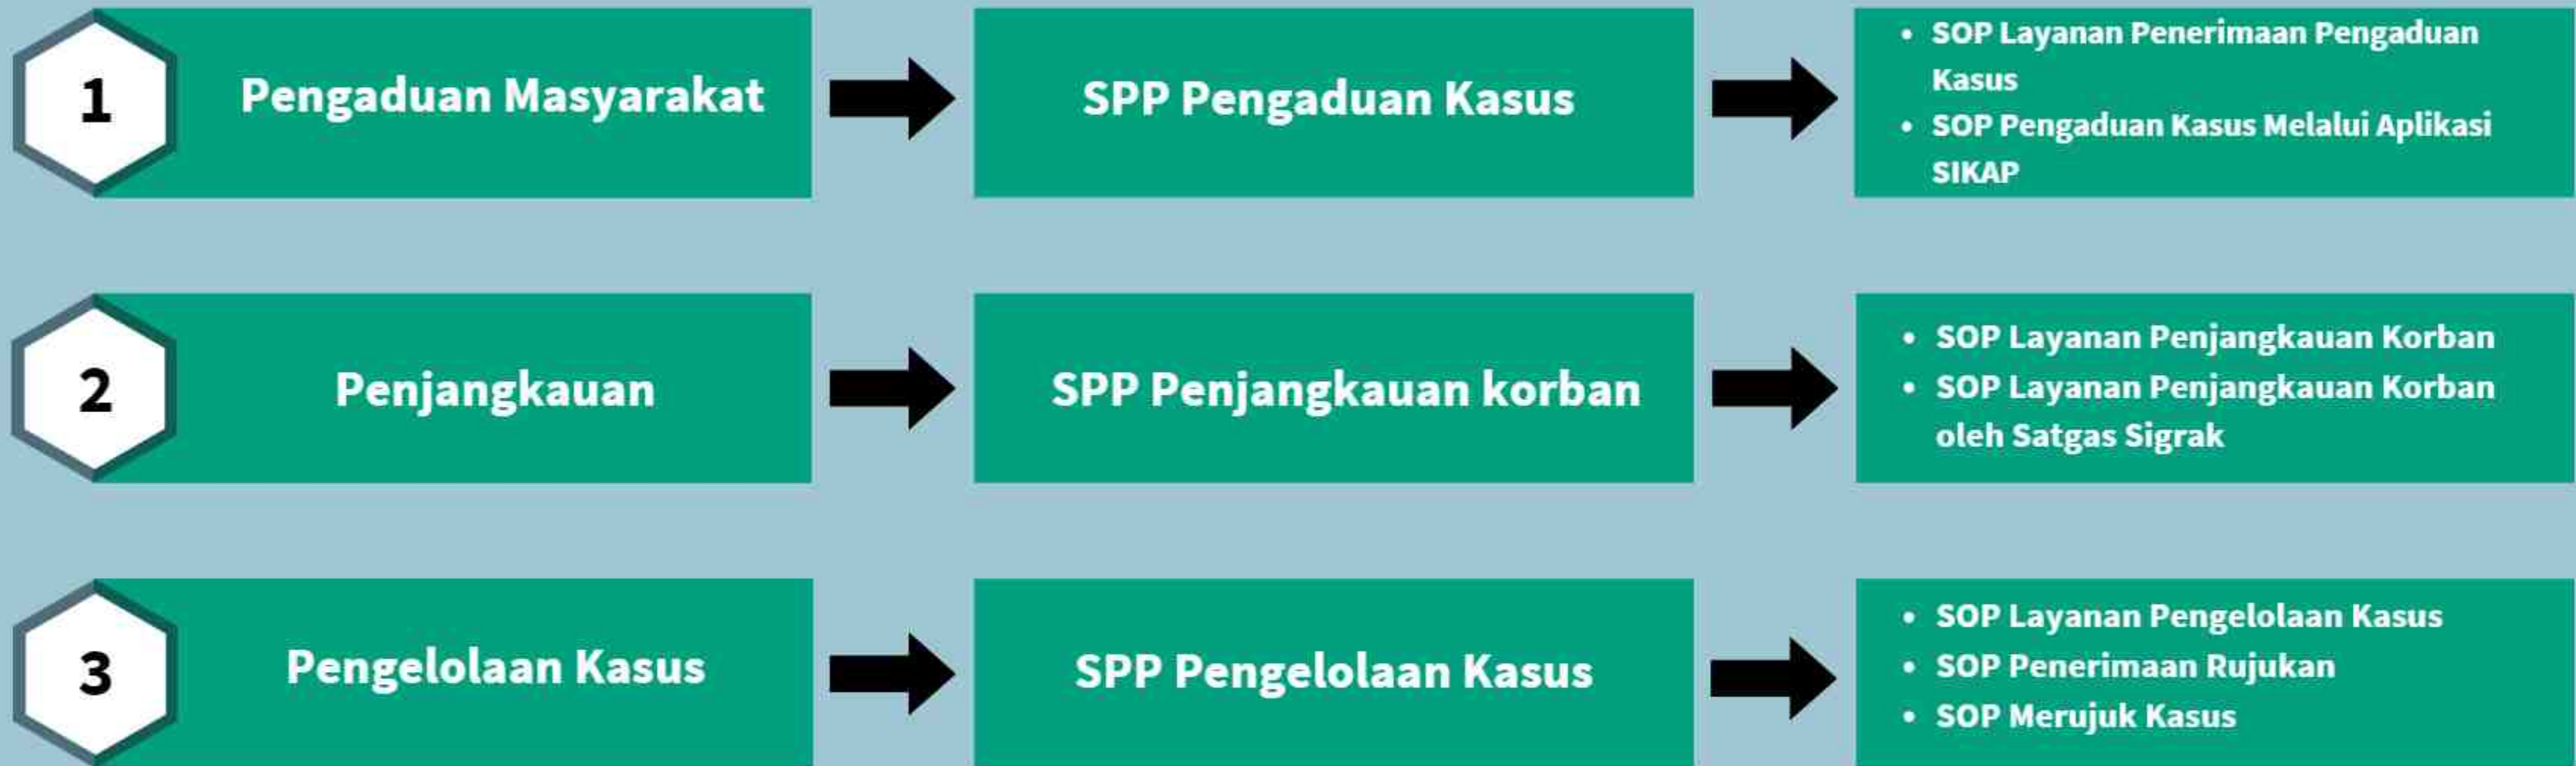 1
Pengaduan Masyarakat
SPP Pengaduan Kasus
• SOP Layanan Penerimaan Pengaduan
Kasus
• SOP Pengaduan Kasus Melalui Aplikasi
SIKAP
2
Penjangkauan
SPP Penjangkauan korban
• SOP Layanan Penjangkauan Korban
• SOP Layanan Penjangkauan Korban
oleh Satgas Sigrak
3
Pengelolaan Kasus
SPP Pengelolaan Kasus
• SOP Layanan Pengelolaan Kasus
• SOP Penerimaan Rujukan
• SOP Merujuk Kasus